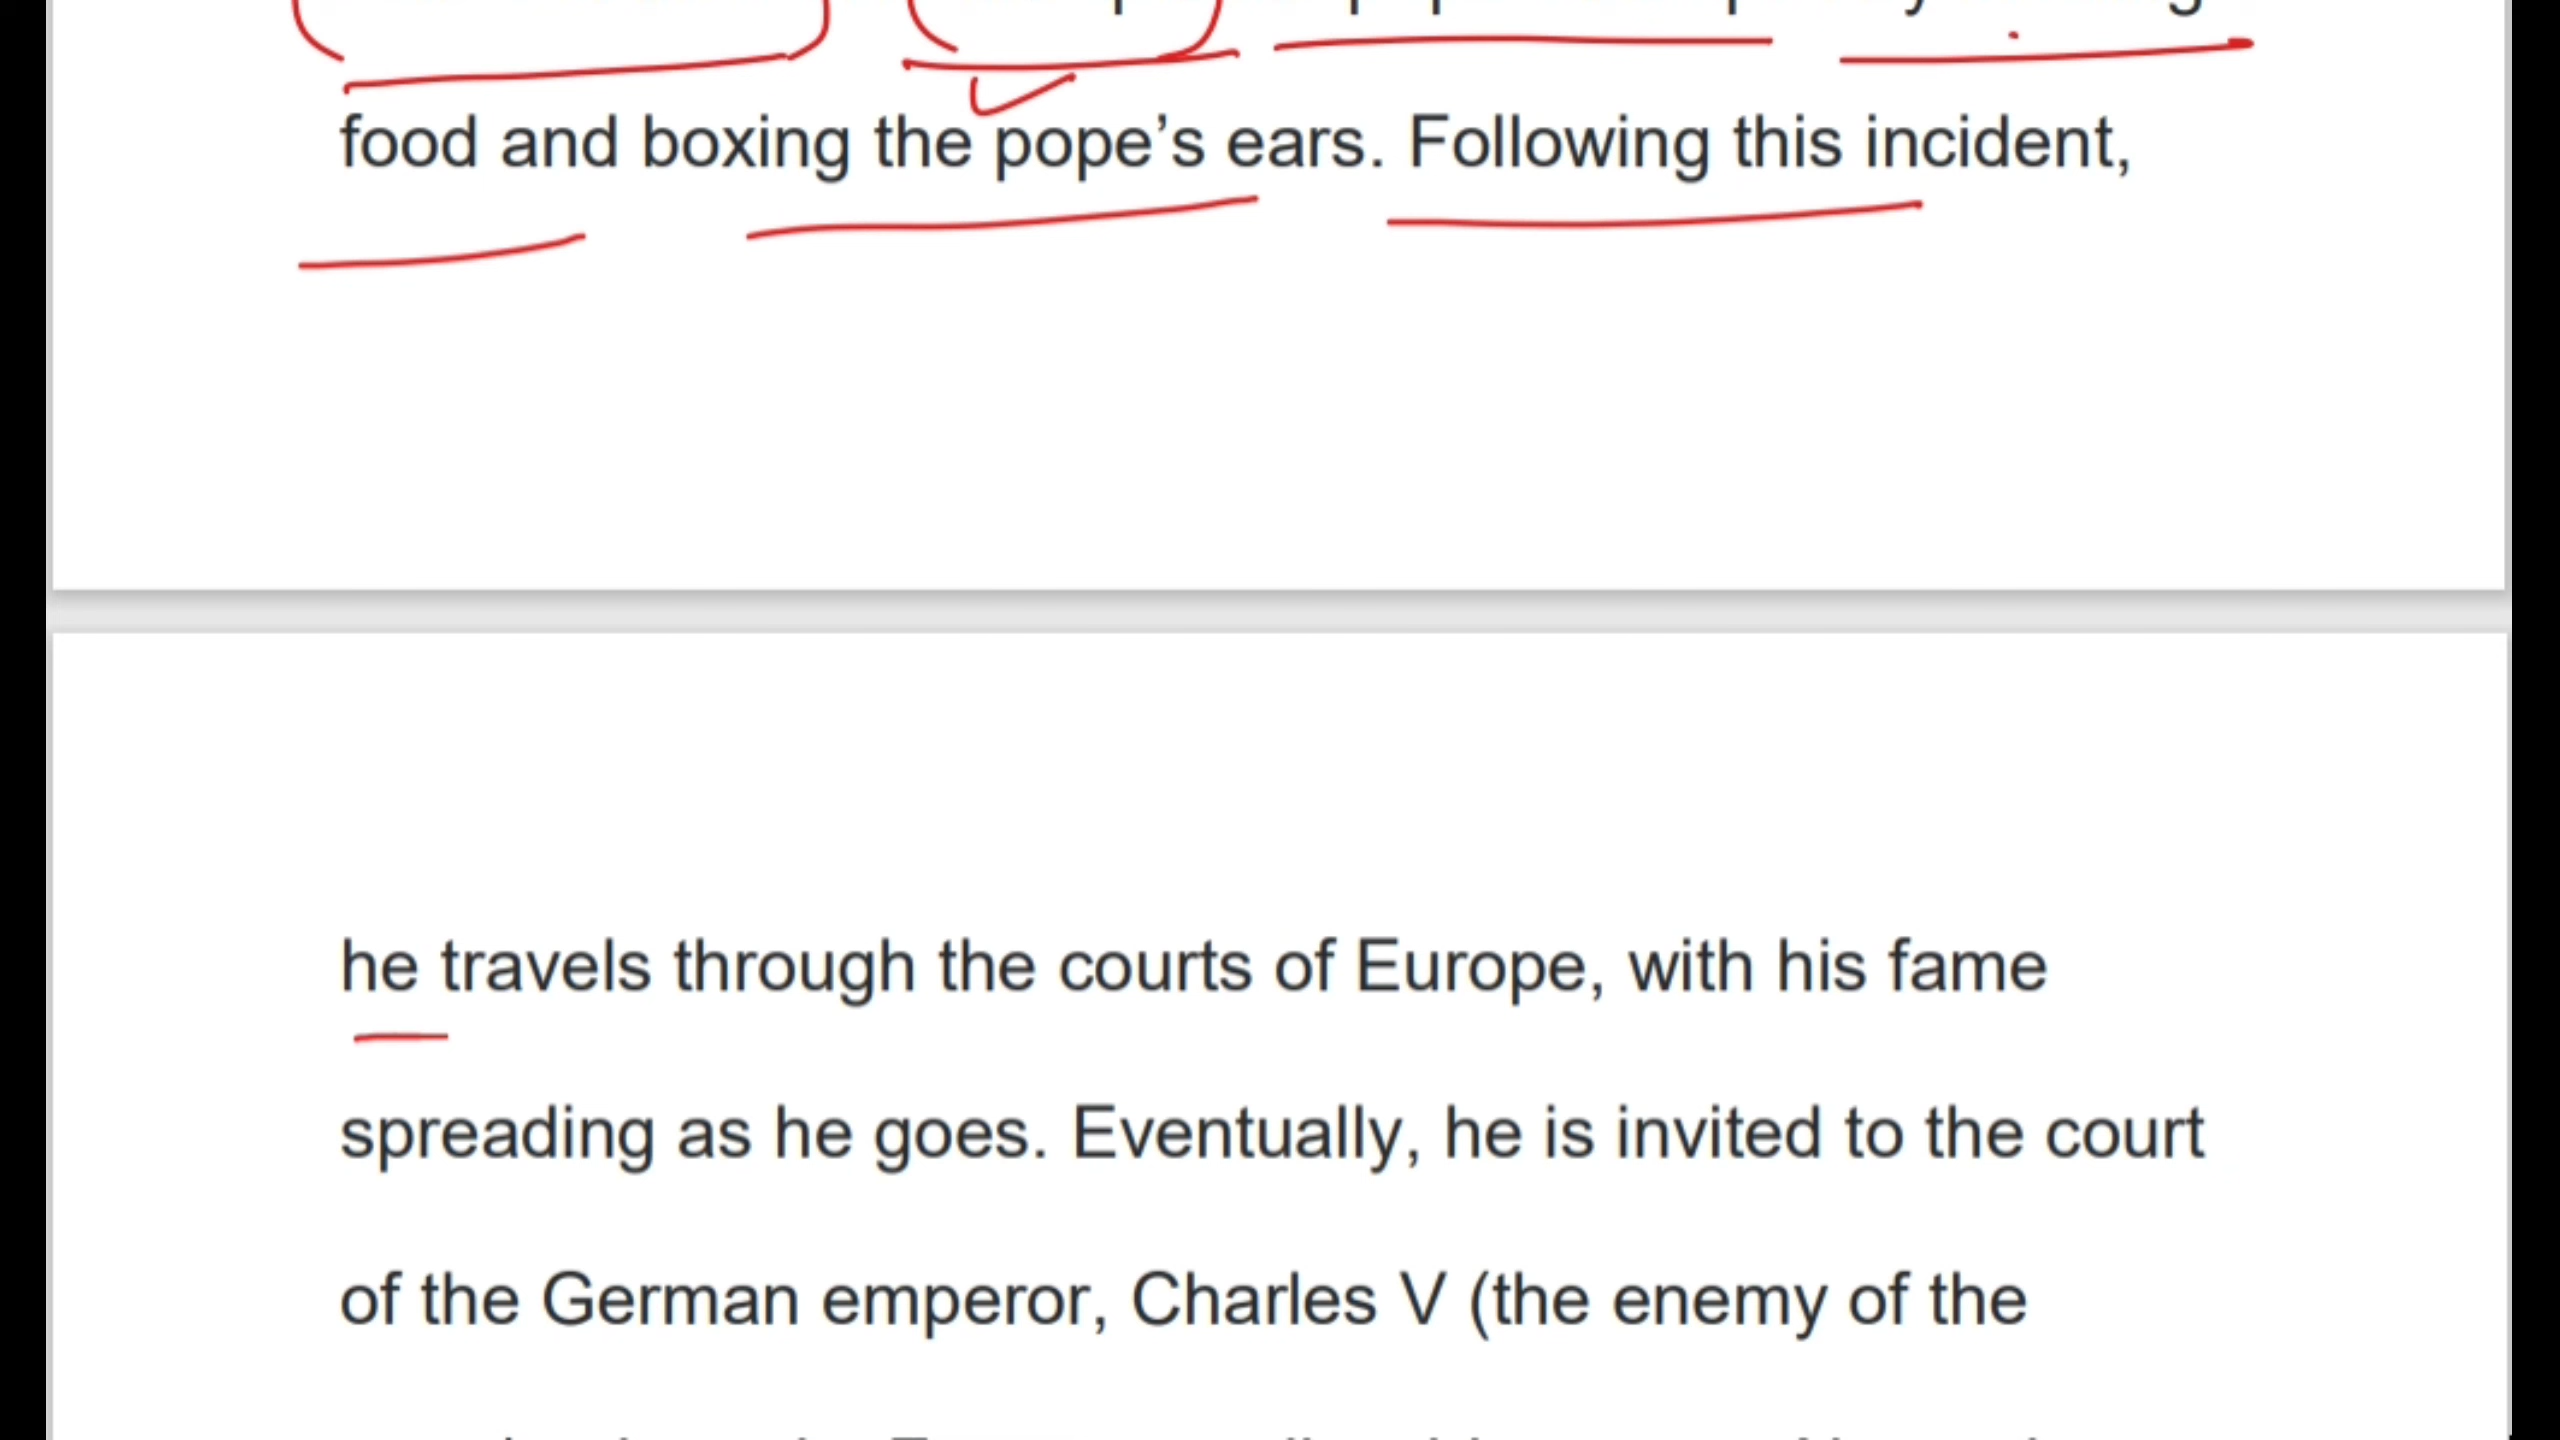 food and boxing the pope’s ears. Following this incident,
he travels through the courts of Europe, with his fame
spreading as he goes. Eventually, he is invited to the court
of the German emperor, Charles V (the enemy of the